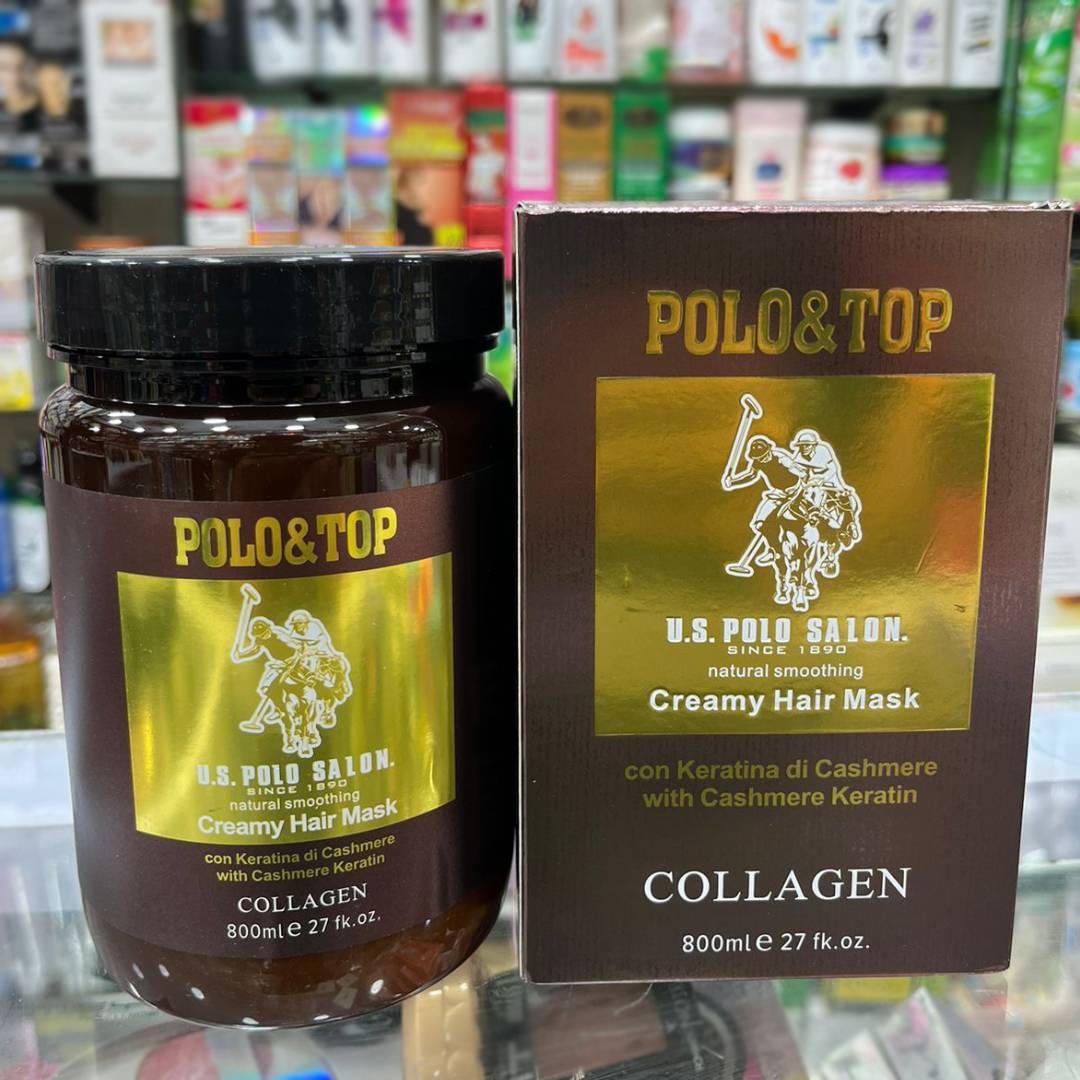 POLO&TOP
U.S. POLO SALON.
SINCE 1890
natural smoothing
Creamy Hair Mask
con Keratina di Cashmere
with Cashmere Keratin
COLLAGEN
800ml e 27 fk.oz.
POLO&TOP
U.S. POLO SALON.
SINCE 1890
natural smoothing
Creamy Hair Mask
con Keratina di Cashmere
with Cashmere Keratin
COLLAGEN
800ml e 27 fk.oz.